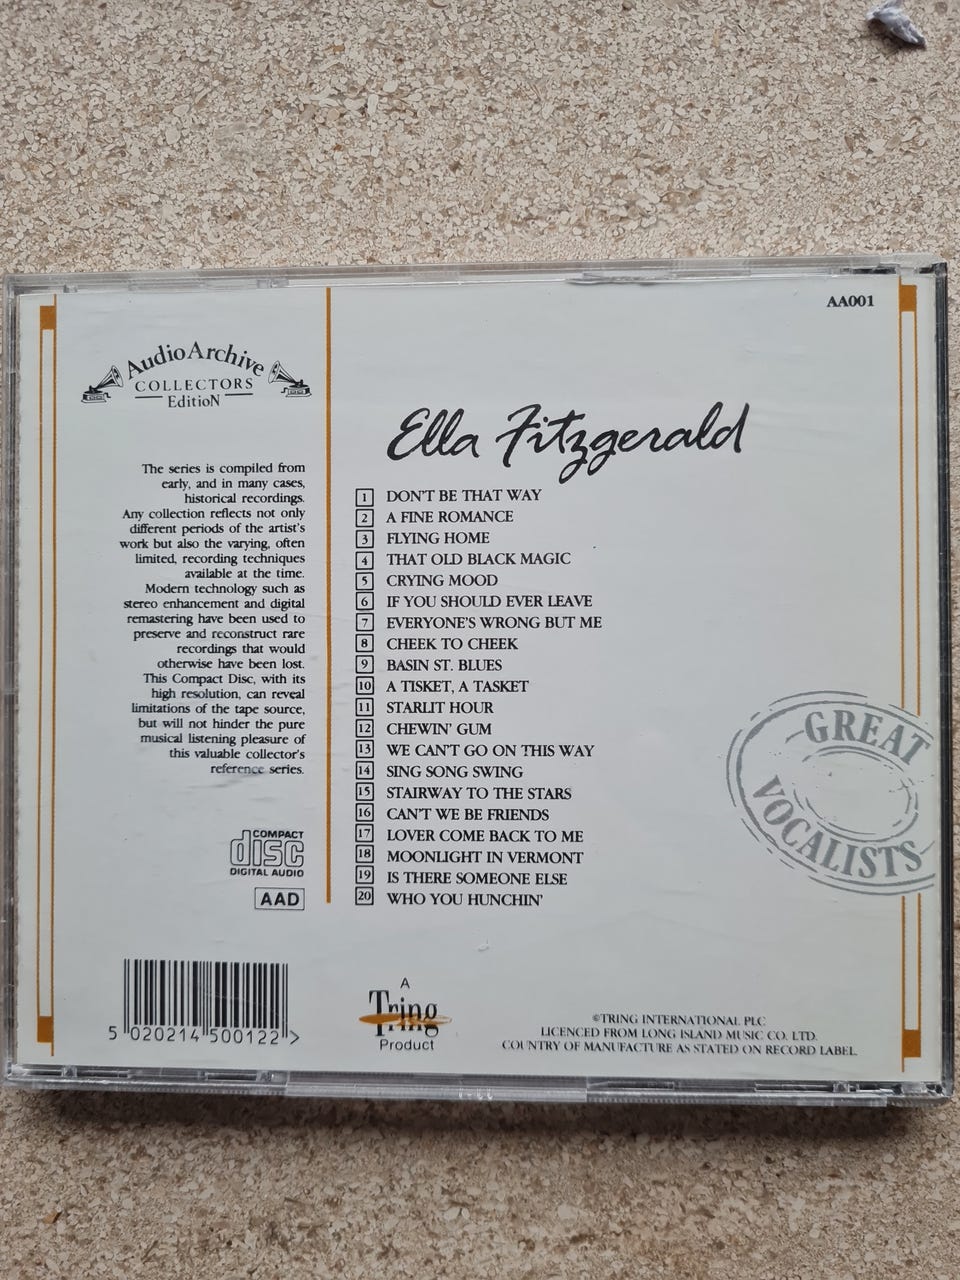 AA001
Audio Archive
COLLECTORS
EditioN
The series is compiled from
early, and in many cases,
historical recordings.
Any collection reflects not only
different periods of the artist's
work but also the varying, often
limited, recording techniques
available at the time.
Modern technology such as
stereo enhancement and digital
remastering have been used to
preserve and reconstruct rare
recordings that would
otherwise have been lost.
This Compact Disc, with its
high resolution, can reveal
limitations of the tape source,
but will not hinder the pure
musical listening pleasure of
this valuable collector's
reference series.
COMPACT
disc
DIGITAL AUDIO
AAD
Ella Fitzgerald
1 DON'T BE THAT WAY
2 A FINE ROMANCE
3 FLYING HOME
4 THAT OLD BLACK MAGIC
5 CRYING MOOD
6 IF YOU SHOULD EVER LEAVE
7 EVERYONE'S WRONG BUT ME
8 CHEEK TO CHEEK
9 BASIN ST. BLUES
10 A TISKET, A TASKET
11 STARLIT HOUR
12 CHEWIN' GUM
13 WE CAN'T GO ON THIS WAY
14 SING SONG SWING
15 STAIRWAY TO THE STARS
16 CAN'T WE BE FRIENDS
17 LOVER COME BACK TO ME
18 MOONLIGHT IN VERMONT
19 IS THERE SOMEONE ELSE
20 WHO YOU HUNCHIN'
GREAT
VOCALISTS
5 020214 500122 >
A
Tring
Product
©TRING INTERNATIONAL PLC
LICENCED FROM LONG ISLAND MUSIC CO. LTD.
COUNTRY OF MANUFACTURE AS STATED ON RECORD LABEL.